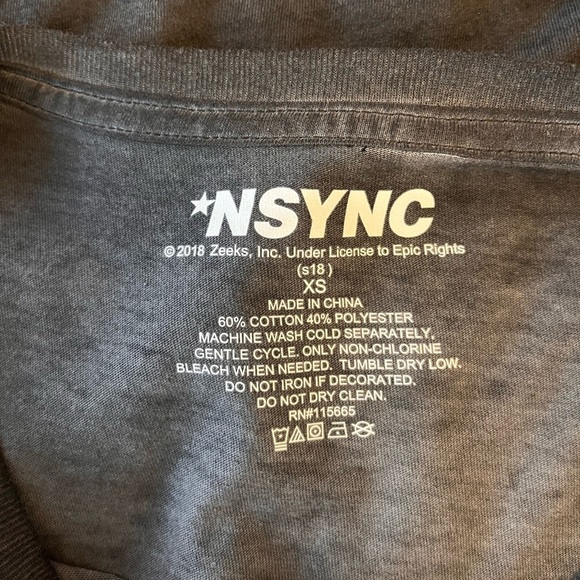 *NSYNC
© 2018 Zeeks, Inc. Under License to Epic Rights
(s18 )
XS
MADE IN CHINA
60% COTTON 40% POLYESTER
MACHINE WASH COLD SEPARATELY,
GENTLE CYCLE. ONLY NON-CHLORINE
BLEACH WHEN NEEDED. TUMBLE DRY LOW.
DO NOT IRON IF DECORATED.
DO NOT DRY CLEAN.
RN#115665